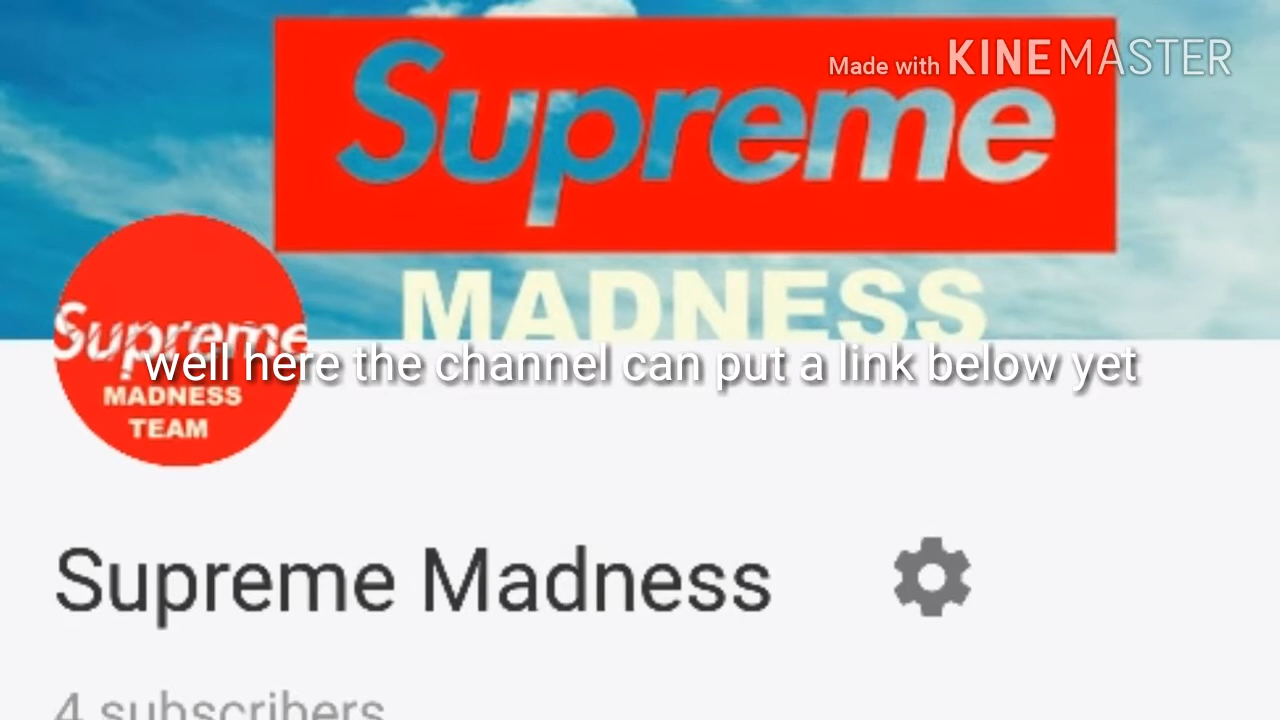 Supreme
Made with KINEMASTER
MADNESS
Supreme
MADNESS
TEAM
well here the channel can put a link below yet
Supreme Madness
4 subscribers